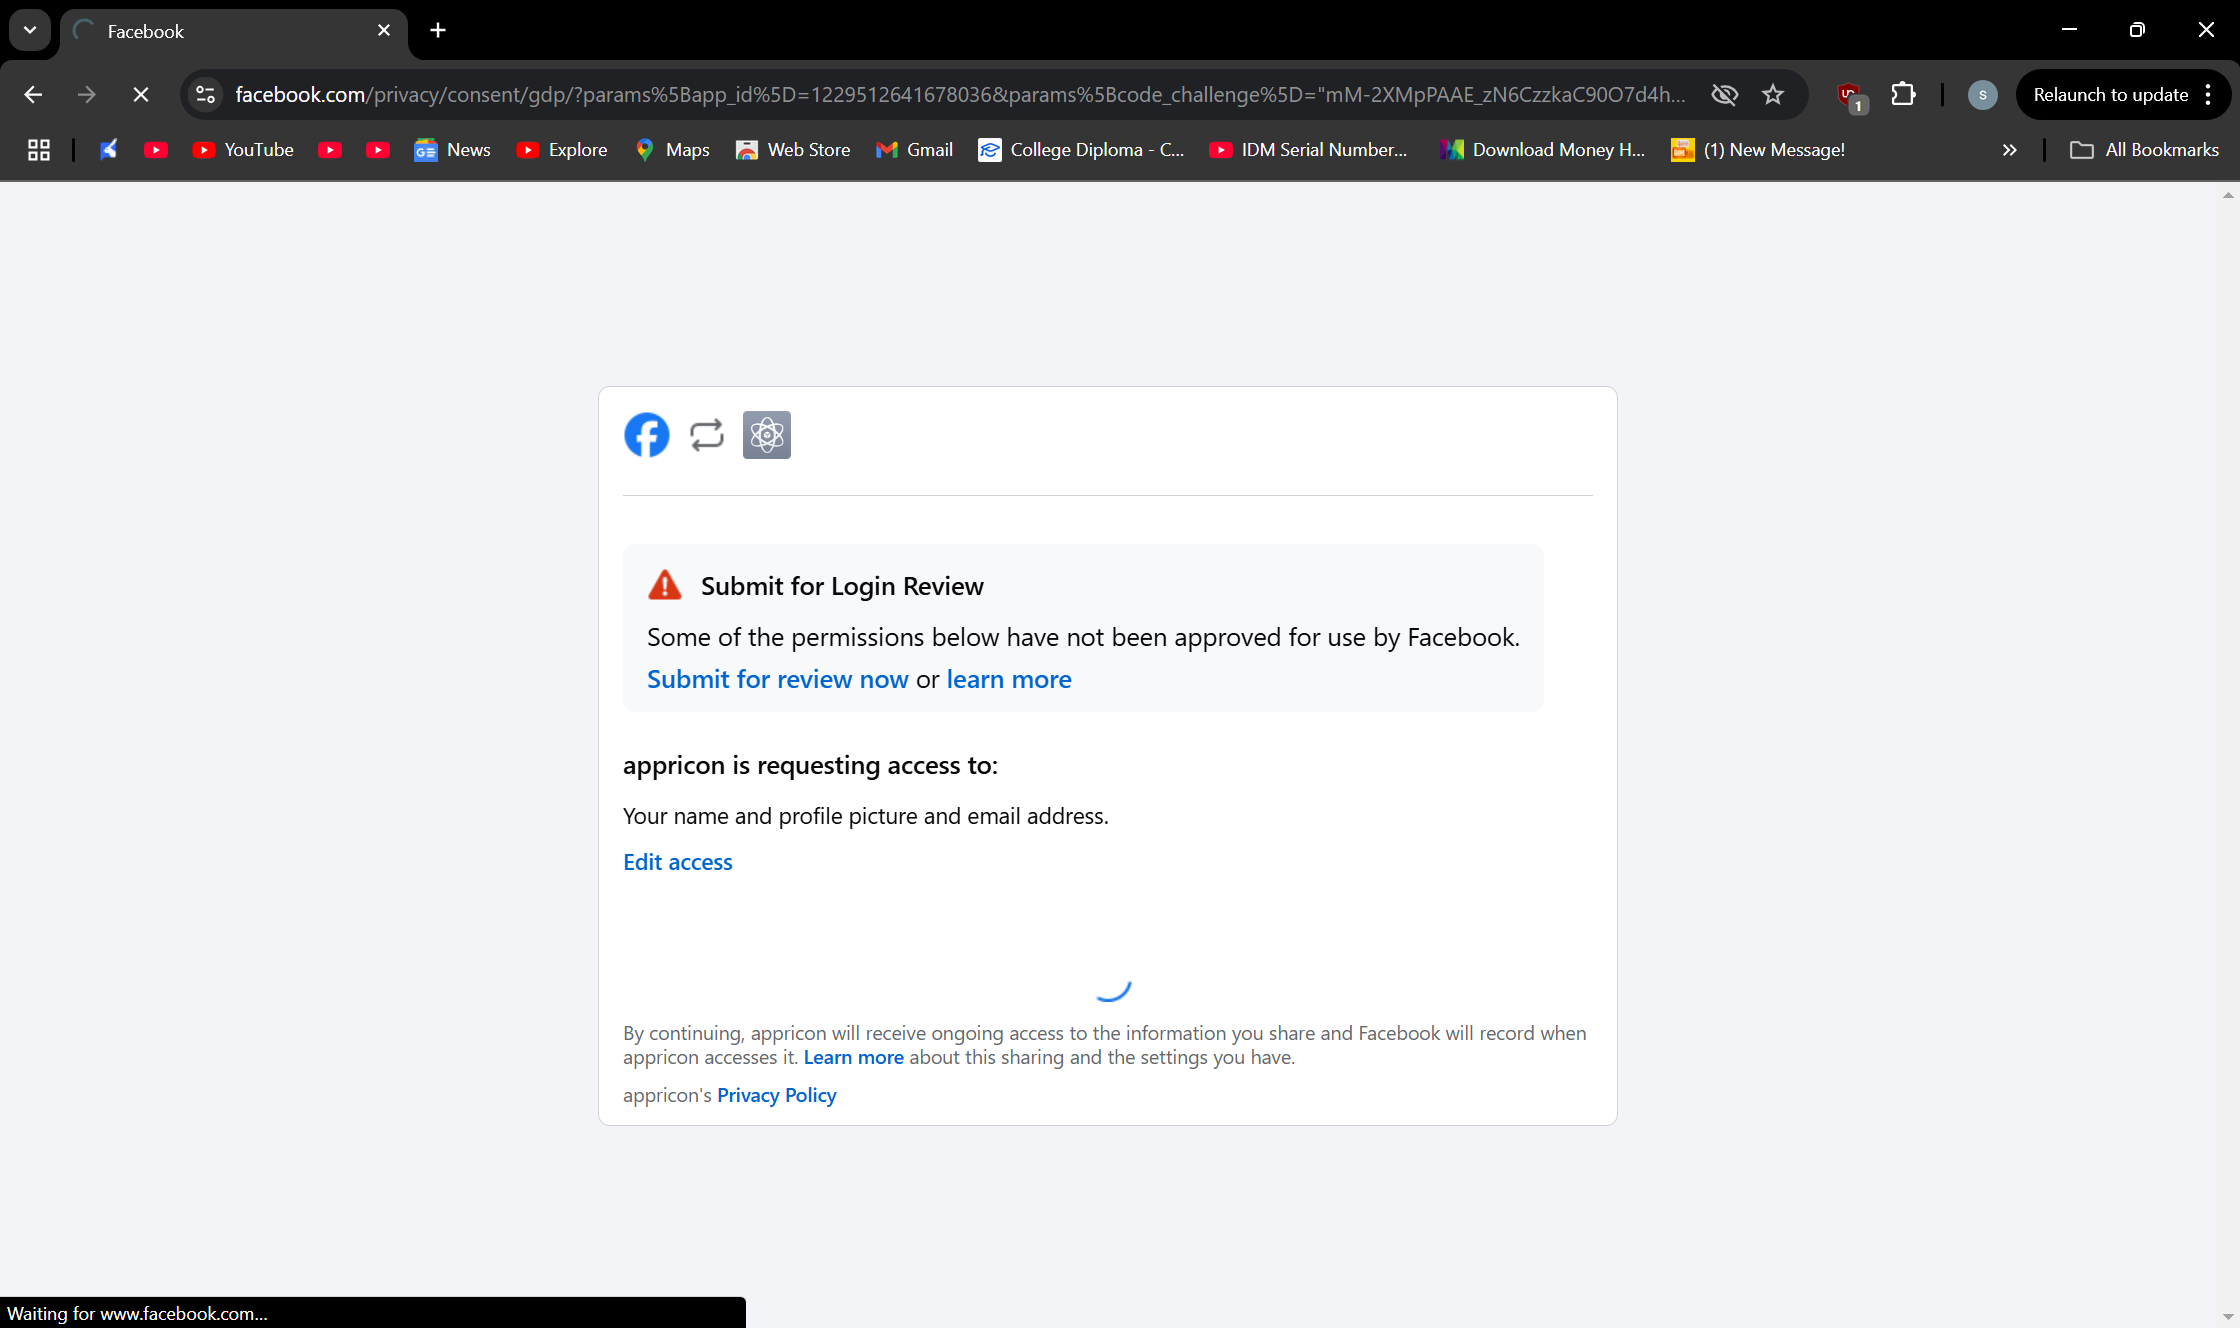 Facebook
facebook.com/privacy/consent/gdp/?params%5Bapp_id%5D=1229512641678036&params%5Bcode_challenge%5D="mM-2XMpPAAE_zN6CzzkaC90O7d4h...
1
S
Relaunch to update
YouTube
News
Explore
Maps
Web Store
Gmail
College Diploma - C...
IDM Serial Number...
Download Money H...
(1) New Message!
All Bookmarks
Submit for Login Review
Some of the permissions below have not been approved for use by Facebook.
Submit for review now or learn more
appricon is requesting access to:
Your name and profile picture and email address.
Edit access
By continuing, appricon will receive ongoing access to the information you share and Facebook will record when
appricon accesses it. Learn more about this sharing and the settings you have.
appricon's Privacy Policy
Waiting for www.facebook.com...